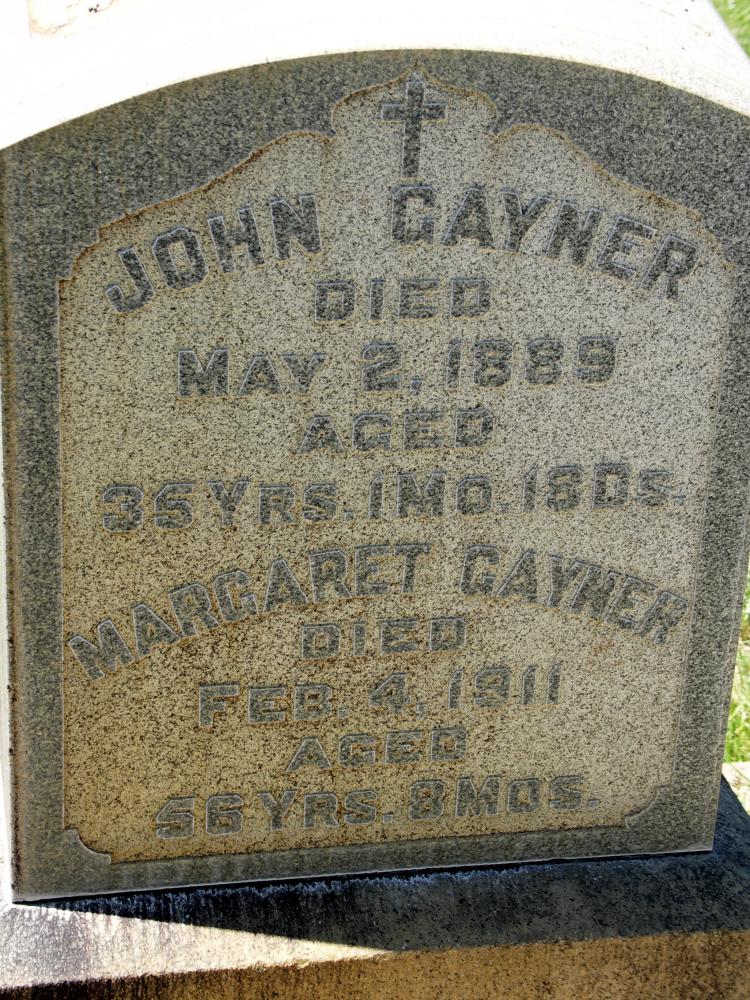 JOHN GAYNER
DIED
MAY 2, 1889
AGED
35 YRS. 1 MO. 18 DS.
MARGARET GAYNER
DIED
FEB. 4, 1911
AGED
56 YRS. 8 MOS.